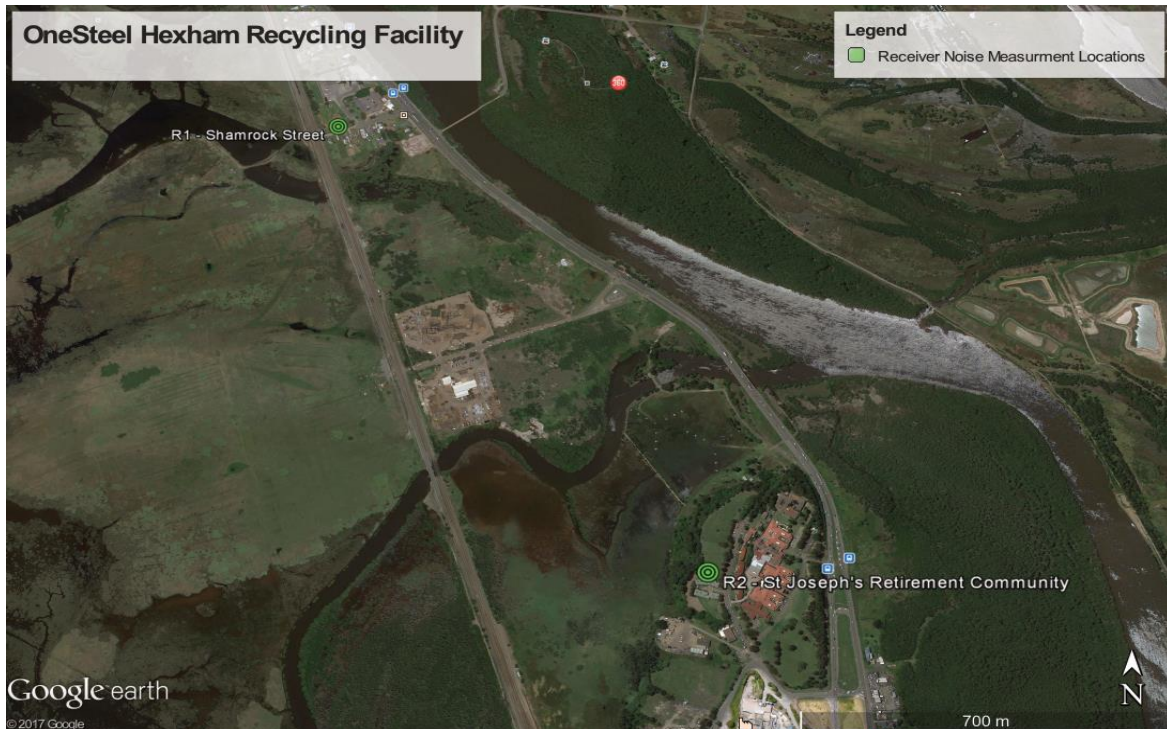 OneSteel Hexham Recycling Facility
Legend
Receiver Noise Measurment Locations
R1 - Shamrock Street
R2 - St Joseph's Retirement Community
Google earth
© 2017 Google
N
700 m